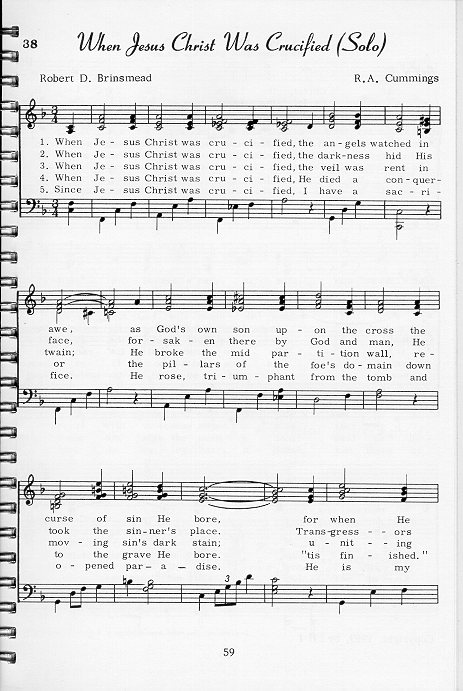 38 When Jesus Christ Was Crucified (Solo)
Robert D. Brinsmead R.A. Cummings
1. When Je - sus Christ was cru - ci - fied, the an-gels watched in
2. When Je - sus Christ was cru - ci - fied, the dark-ness hid His
3. When Je - sus Christ was cru - ci - fied, the veil was rent in
4. When Je - sus Christ was cru - ci - fied, He died a con-quer-
5. Since Je - sus Christ was cru - ci - fied, I have a sac - ri -
awe, as God's own son up - on the cross the
face, for - sak - en there by God and man, He
twain; He broke the mid par - ti - tion wall, re -
or the pil - lars of the foe's do - main down
fice. He rose, tri - um - phant from the tomb and
curse of sin He bore, for when He
took the sin-ner's place. Trans-gress - - ors
mov - ing sin's dark stain; u - nit - - ing
to the grave He bore. "tis fin - ished."
o - pened par - a - dise. He is my
3
59